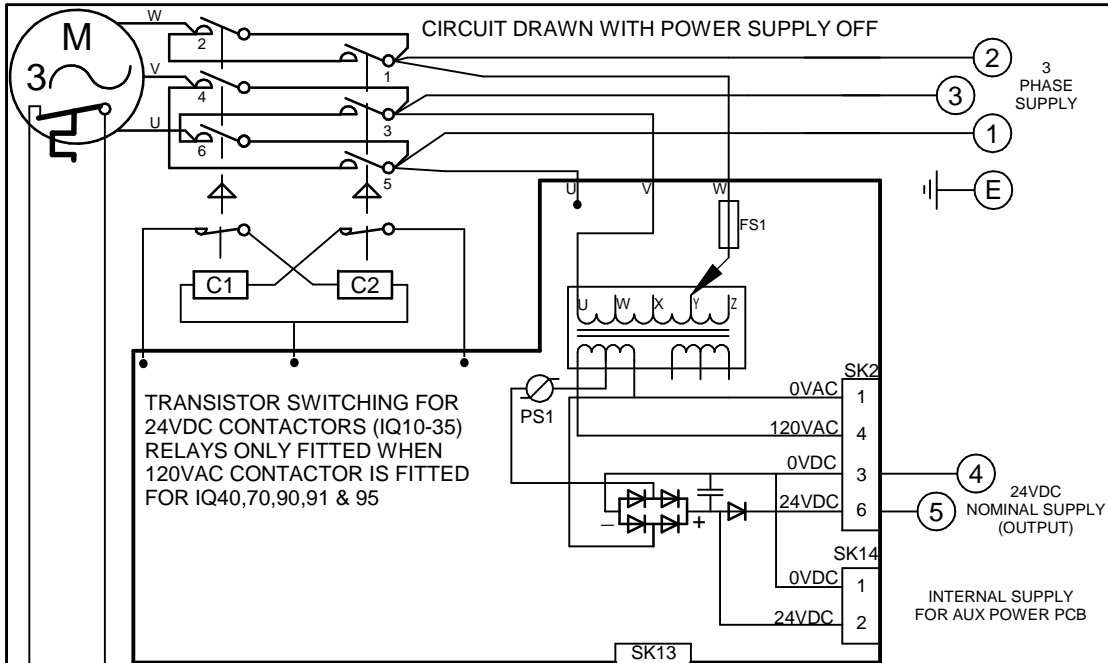 CIRCUIT DRAWN WITH POWER SUPPLY OFF
W
M
3
V
U
2
4
6
1
3
5
2
3
1
E
3
PHASE
SUPPLY
U
V
W
FS1
C1
C2
U
W
X
Y
Z
PS1
TRANSISTOR SWITCHING FOR
24VDC CONTACTORS (IQ10-35)
RELAYS ONLY FITTED WHEN
120VAC CONTACTOR IS FITTED
FOR IQ40,70,90,91 & 95
SK2
0VAC 1
120VAC 4
0VDC 3
24VDC 6
4
5
24VDC
NOMINAL SUPPLY
(OUTPUT)
– +
SK14
0VDC 1
24VDC 2
INTERNAL SUPPLY
FOR AUX POWER PCB
SK13